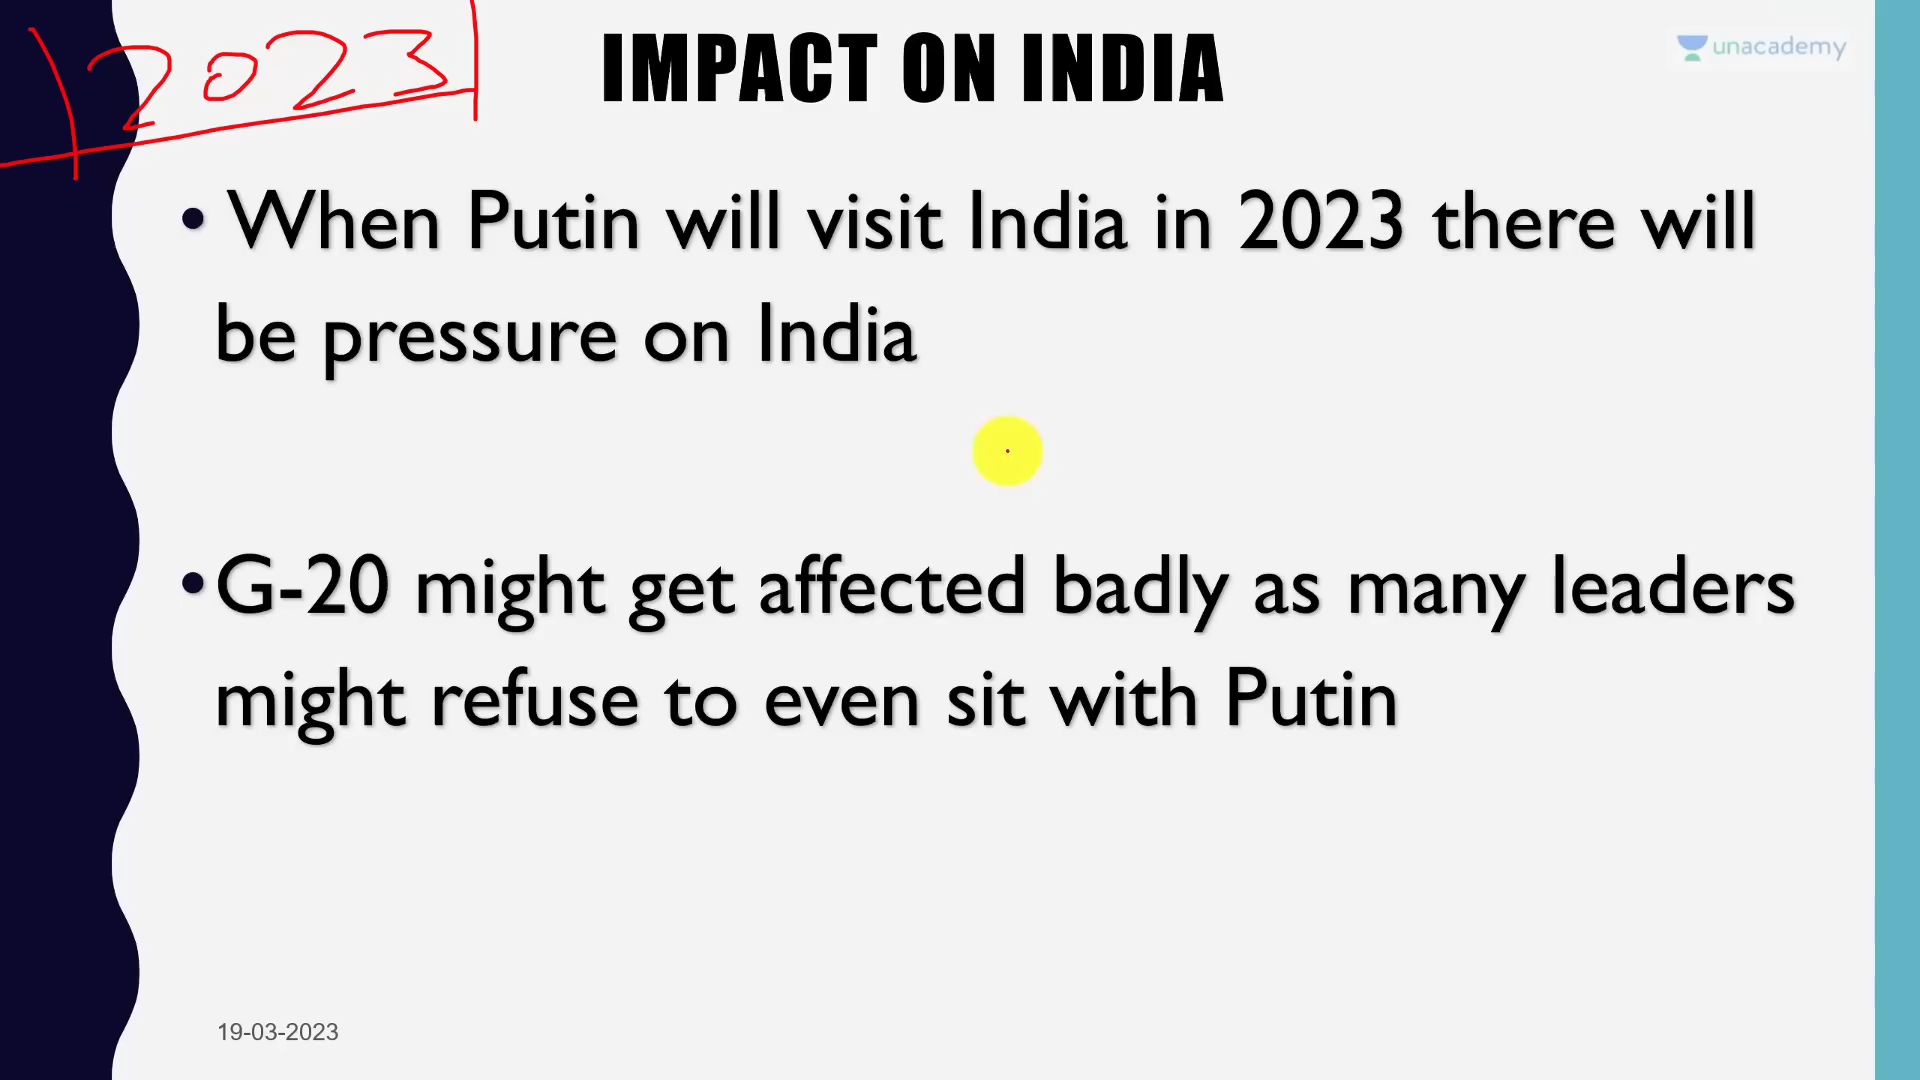 2023
IMPACT ON INDIA
unacademy
• When Putin will visit India in 2023 there will
be pressure on India
• G-20 might get affected badly as many leaders
might refuse to even sit with Putin
19-03-2023